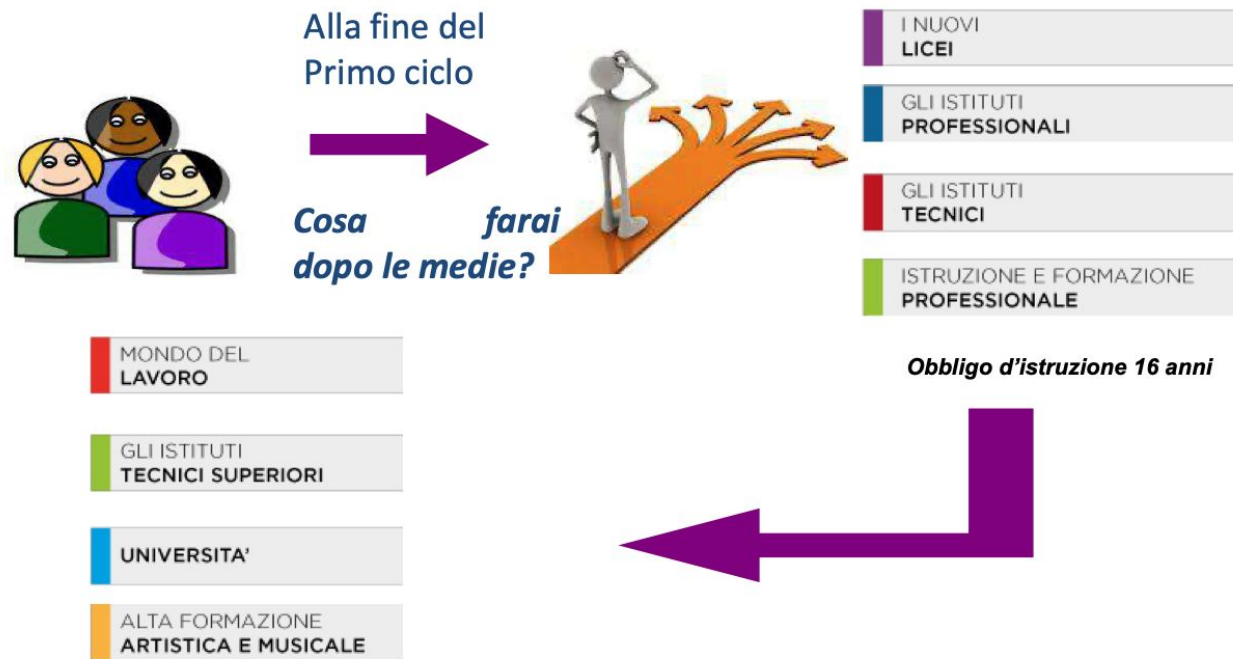 Alla fine del
Primo ciclo
Cosa farai
dopo le medie?
I NUOVI
LICEI
GLI ISTITUTI
PROFESSIONALI
GLI ISTITUTI
TECNICI
ISTRUZIONE E FORMAZIONE
PROFESSIONALE
Obbligo d’istruzione 16 anni
MONDO DEL
LAVORO
GLI ISTITUTI
TECNICI SUPERIORI
UNIVERSITA’
ALTA FORMAZIONE
ARTISTICA E MUSICALE